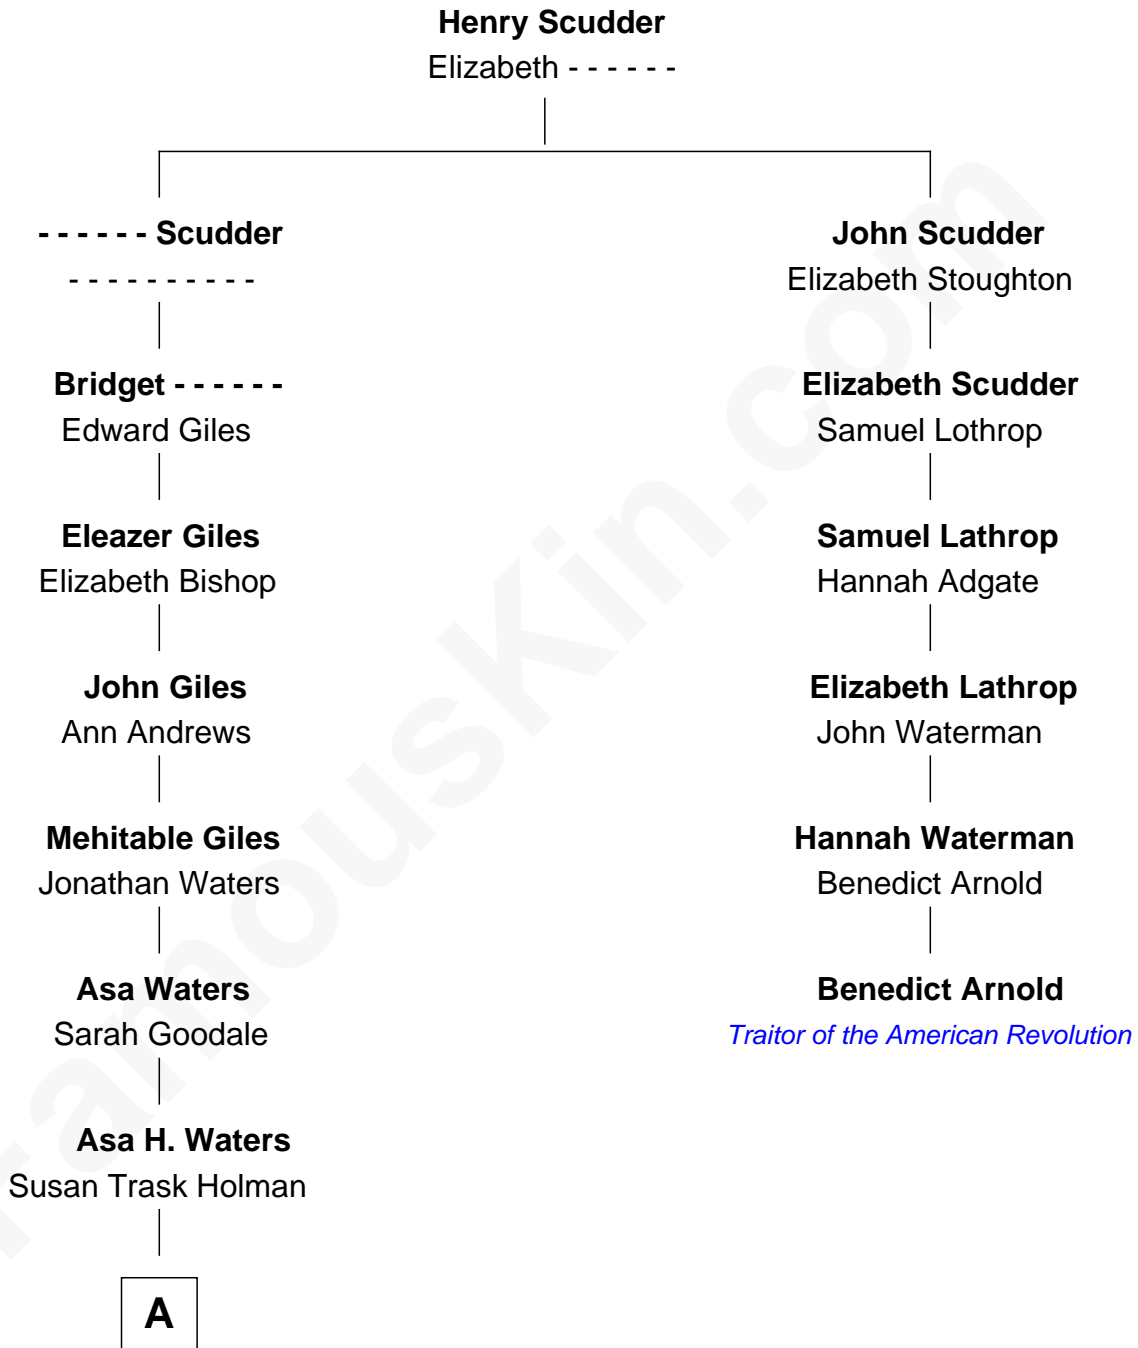 Henry Scudder
Elizabeth - - - - - -
- - - - - - Scudder
- - - - - - - - - -
John Scudder
Elizabeth Stoughton
Bridget - - - - - -
Edward Giles
Elizabeth Scudder
Samuel Lothrop
Eleazer Giles
Elizabeth Bishop
Samuel Lathrop
Hannah Adgate
John Giles
Ann Andrews
Elizabeth Lathrop
John Waterman
Mehitable Giles
Jonathan Waters
Hannah Waterman
Benedict Arnold
Asa Waters
Sarah Goodale
Benedict Arnold
Traitor of the American Revolution
Asa H. Waters
Susan Trask Holman
A
FamousKin.com